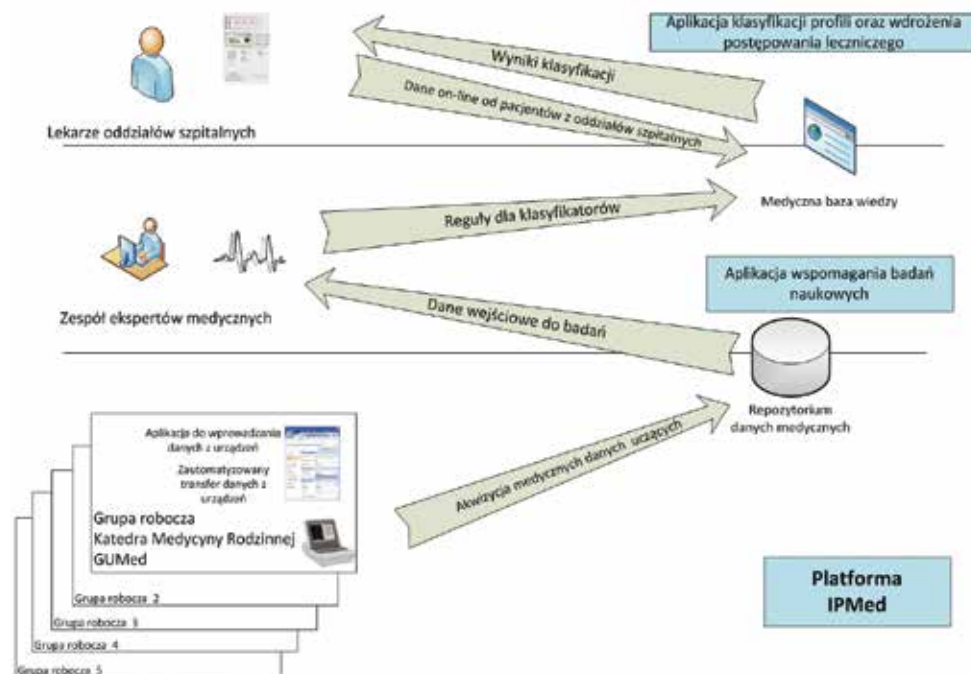 Aplikacja klasyfikacji profili oraz wdrożenia
postępowania leczniczego
Wyniki klasyfikacji
Dane on-line od pacjentów z oddziałów szpitalnych
Lekarze oddziałów szpitalnych
Medyczna baza wiedzy
Reguły dla klasyfikatorów
Aplikacja wspomagania badań
naukowych
Zespół ekspertów medycznych
Dane wejściowe do badań
Repozytorium
danych medycznych
Akwizycja medycznych danych uczących
Aplikacja do wprowadzania
danych z urządzeń
Zautomatyzowany
transfer danych z
urządzeń
Grupa robocza
Katedra Medycyny Rodzinnej
GUMed
Grupa robocza 2
Grupa robocza 3
Grupa robocza 4
Grupa robocza 5
Platforma
IPMed